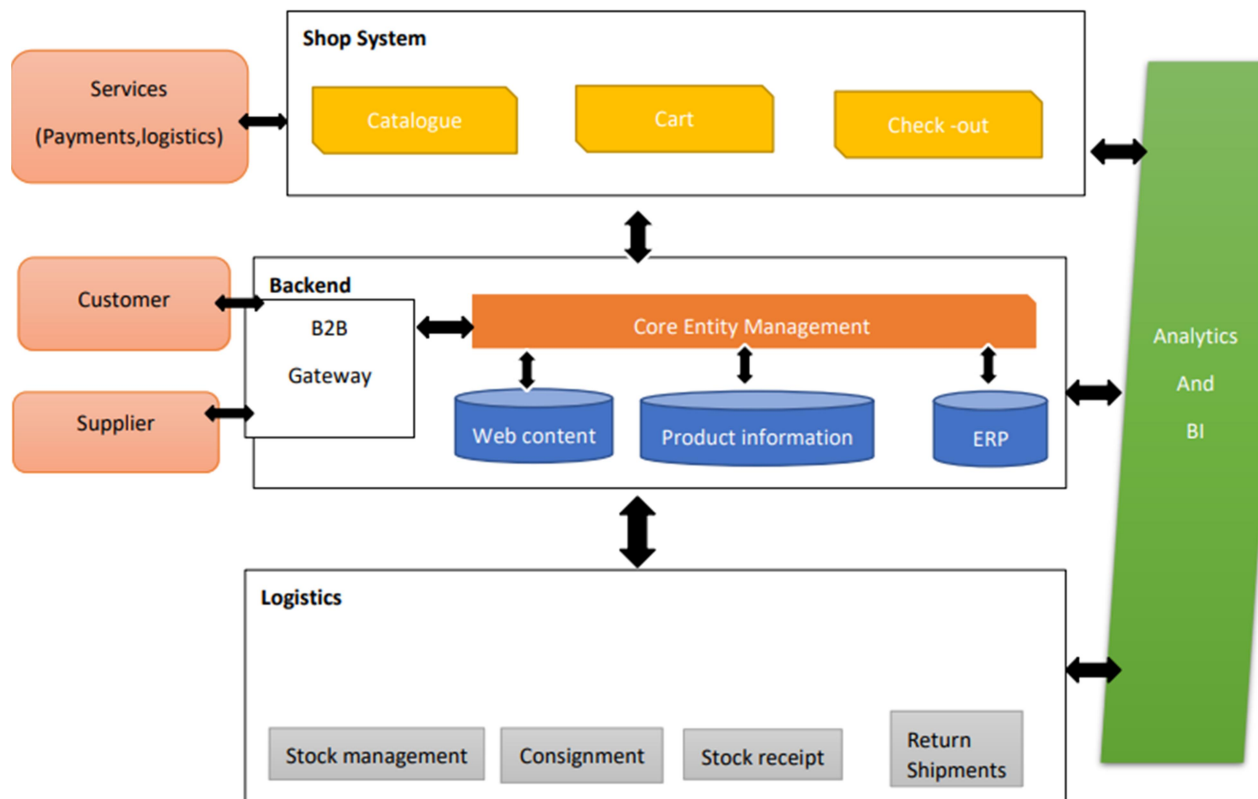 Shop System
Services
(Payments,logistics)
Catalogue
Cart
Check -out
Backend
Customer
B2B
Gateway
Core Entity Management
Supplier
Web content
Product information
ERP
Analytics
And
BI
Logistics
Stock management
Consignment
Stock receipt
Return
Shipments